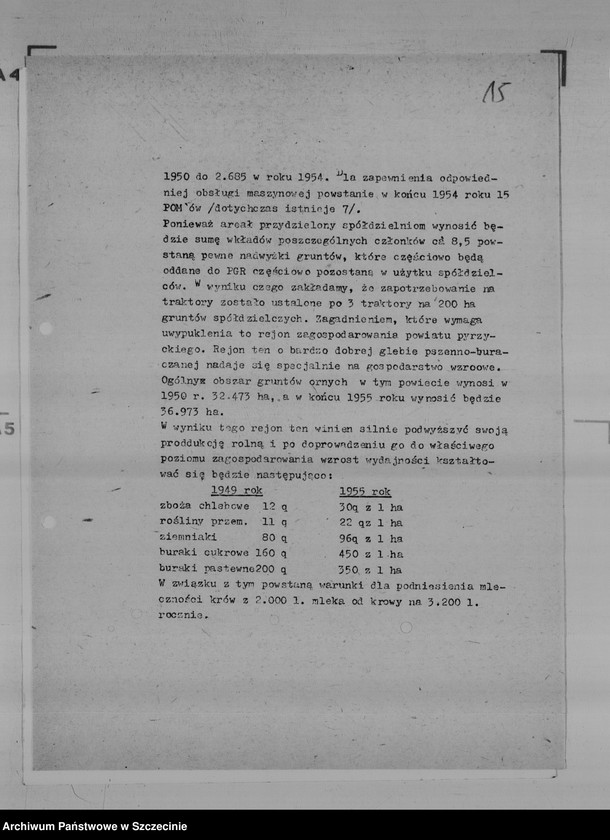 A4
15
1950 do 2.685 w roku 1954. Dla zapewnienia odpowied-
niej obsługi maszynowej powstanie w końcu 1954 roku 15
POM'ów /dotychczas istnieje 7/.
Ponieważ areał przydzielony spółdzielniom wynosić bę-
dzie sumę wkładów poszczególnych członków cd 8,5 pow-
staną pewne nadwyżki gruntów, które częściowo będą
oddane do PGR częściowo pozostaną w użytku spółdziel-
ców. W wyniku czego zakładamy, że zapotrzebowanie na
traktory zostało ustalone po 3 traktory na 200 ha
gruntów spółdzielczych. Zagadnieniem, które wymaga
uwypuklenia to rejon zagospodarowania powiatu pyrzy-
ckiego. Rejon ten o bardzo dobrej glebie pszenno-bura-
czanej nadaje się specjalnie na gospodarstwo wzroowe.
Ogólnym obszar gruntów ornych w tym powiecie wynosi w
1950 r. 32.473 ha, a w końcu 1955 roku wynosić będzie
36.973 ha.
W wyniku tego rejon ten winien silnie podwyższyć swoją
proddukcję rolną i po doprowadzeniu go do właściwego
poziomu zagospodarowania wzrost wydajności kształto-
wać się będzie następująco:
1949 rok 1955 rok
zboża chlebowe 12 q 30q z 1 ha
rośliny przem. 11 q 22 qz 1 ha
ziemniaki 80 q 96q z 1 ha
buraki cukrowe 160 q 450 z 1 ha
buraki pastewne200 q 350 z 1 ha
W związku z tym powstaną warunki dla podniesienia mle-
czności krów z 2.000 l. mleka od krowy na 3.200 l.
rocznie.
A5
Archiwum Państwowe w Szczecinie